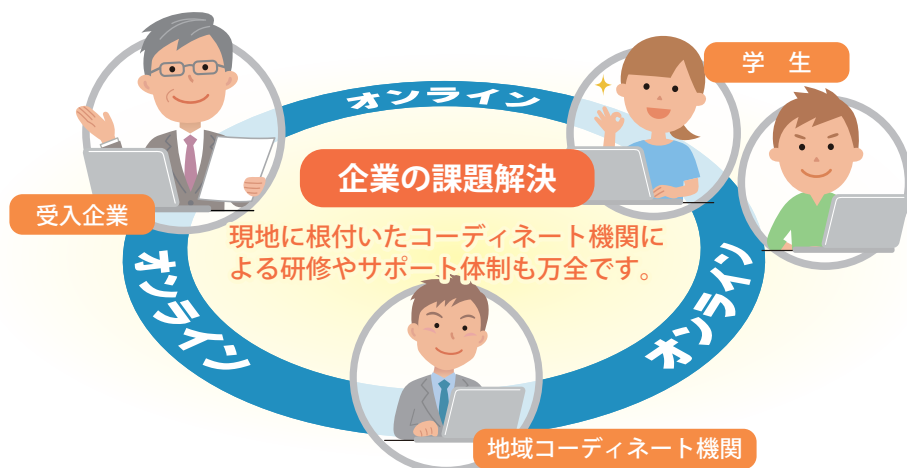 オンライン
学 生
企業の課題解決
受入企業
現地に根付いたコーディネート機関に
よる研修やサポート体制も万全です。
オンライン
オンライン
地域コーディネート機関